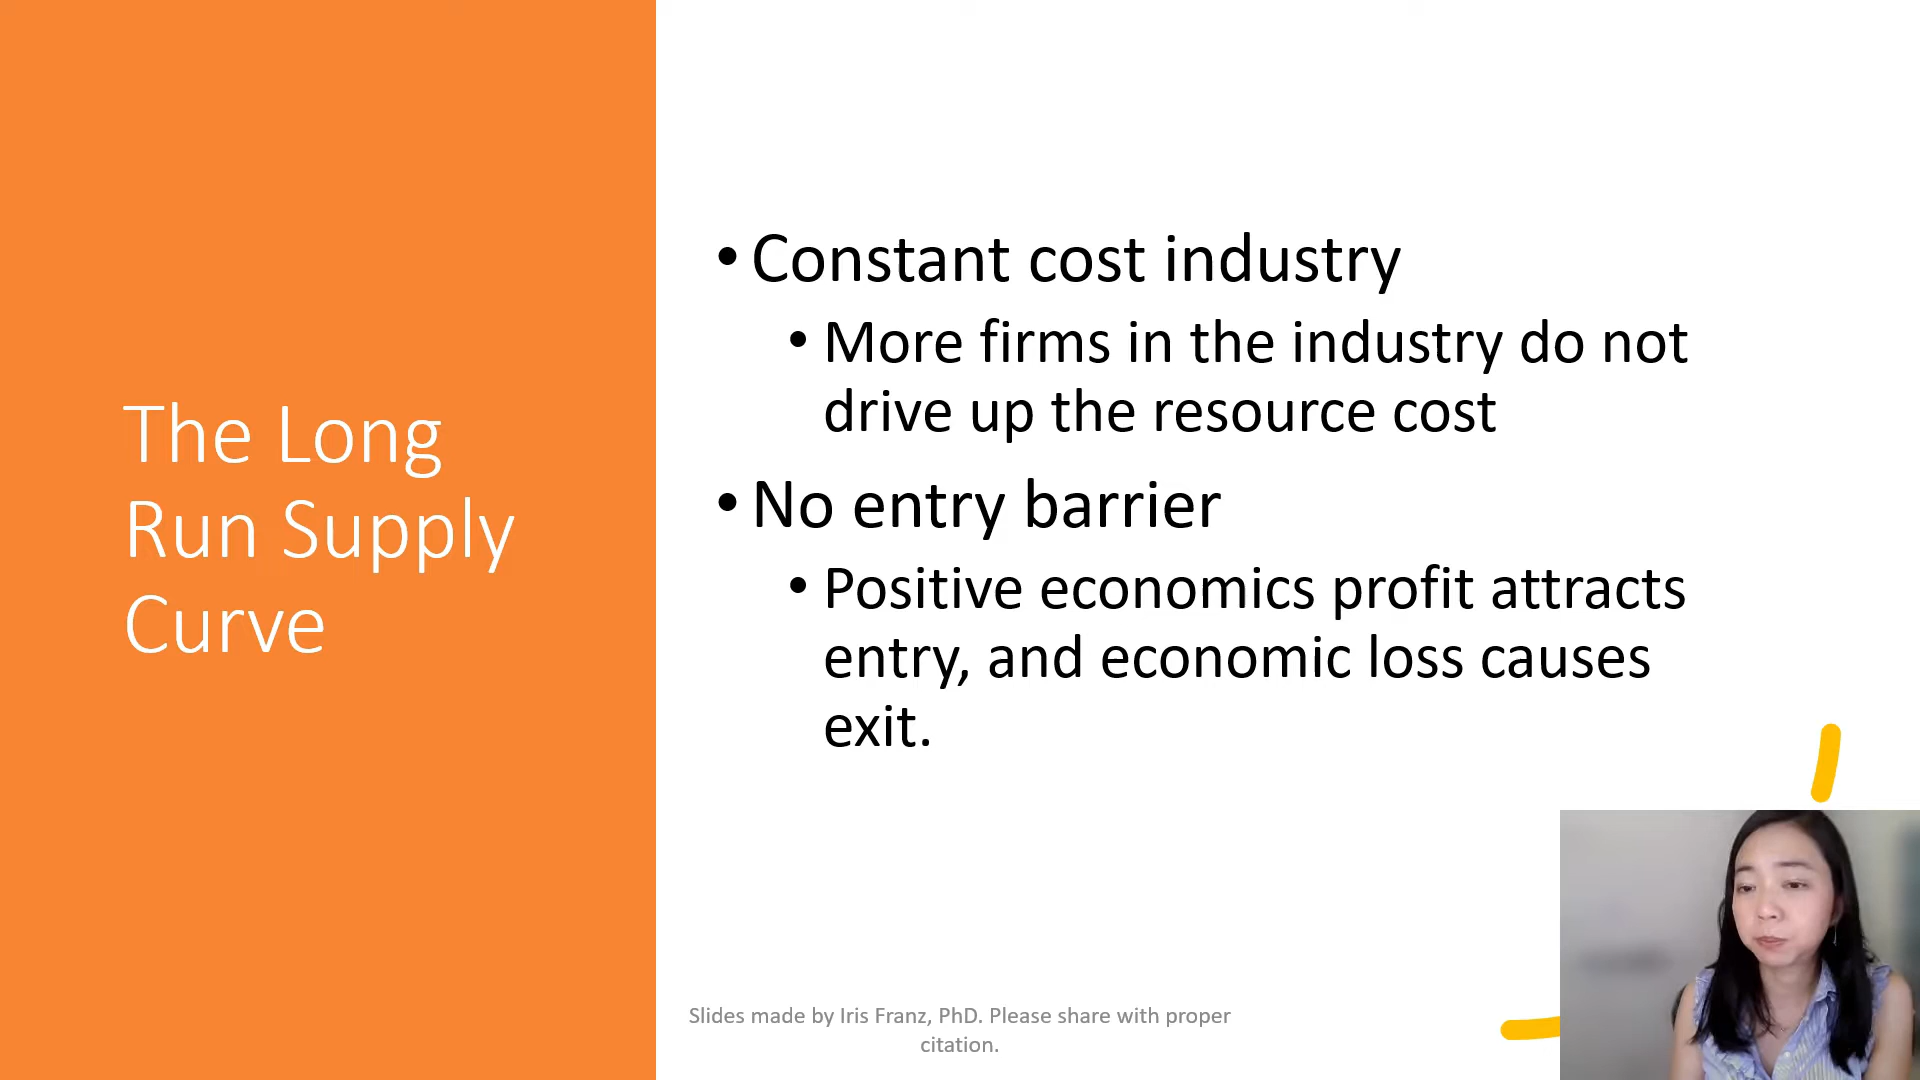 The Long
Run Supply
Curve
• Constant cost industry
• More firms in the industry do not
drive up the resource cost
• No entry barrier
• Positive economics profit attracts
entry, and economic loss causes
exit.
Slides made by Iris Franz, PhD. Please share with proper
citation.